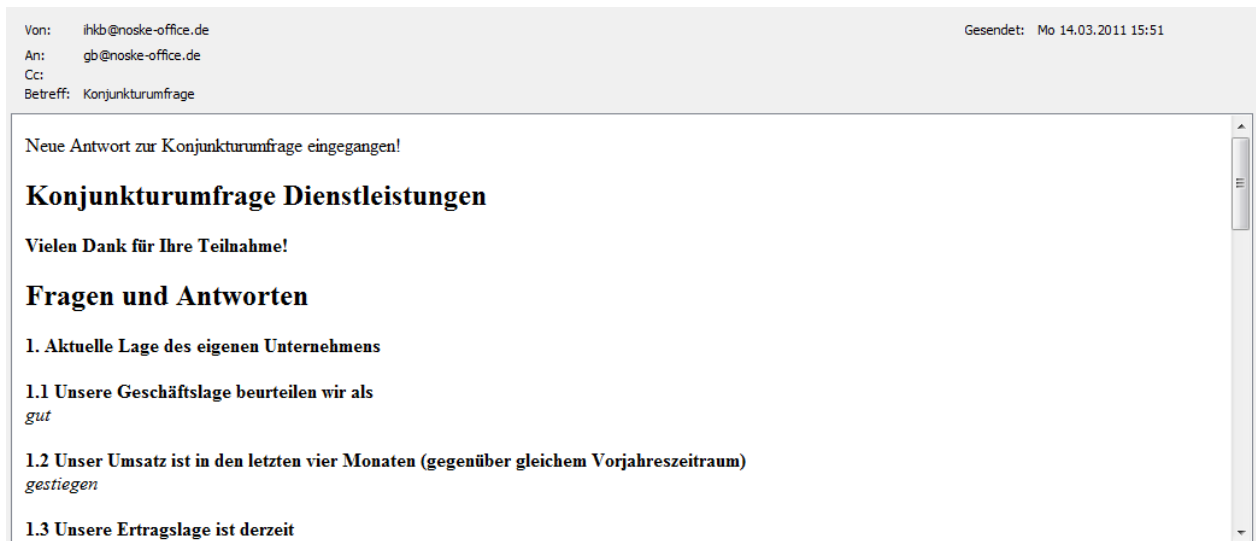 Von: ihkb@noske-office.de Gesendet: Mo 14.03.2011 15:51
An: gb@noske-office.de
Cc:
Betreff: Konjunkturumfrage
Neue Antwort zur Konjunkturumfrage eingegangen!
Konjunkturumfrage Dienstleistungen
Vielen Dank für Ihre Teilnahme!
Fragen und Antworten
1. Aktuelle Lage des eigenen Unternehmens
1.1 Unsere Geschäftslage beurteilen wir als
gut
1.2 Unser Umsatz ist in den letzten vier Monaten (gegenüber gleichem Vorjahreszeitraum)
gestiegen
1.3 Unsere Ertragslage ist derzeit